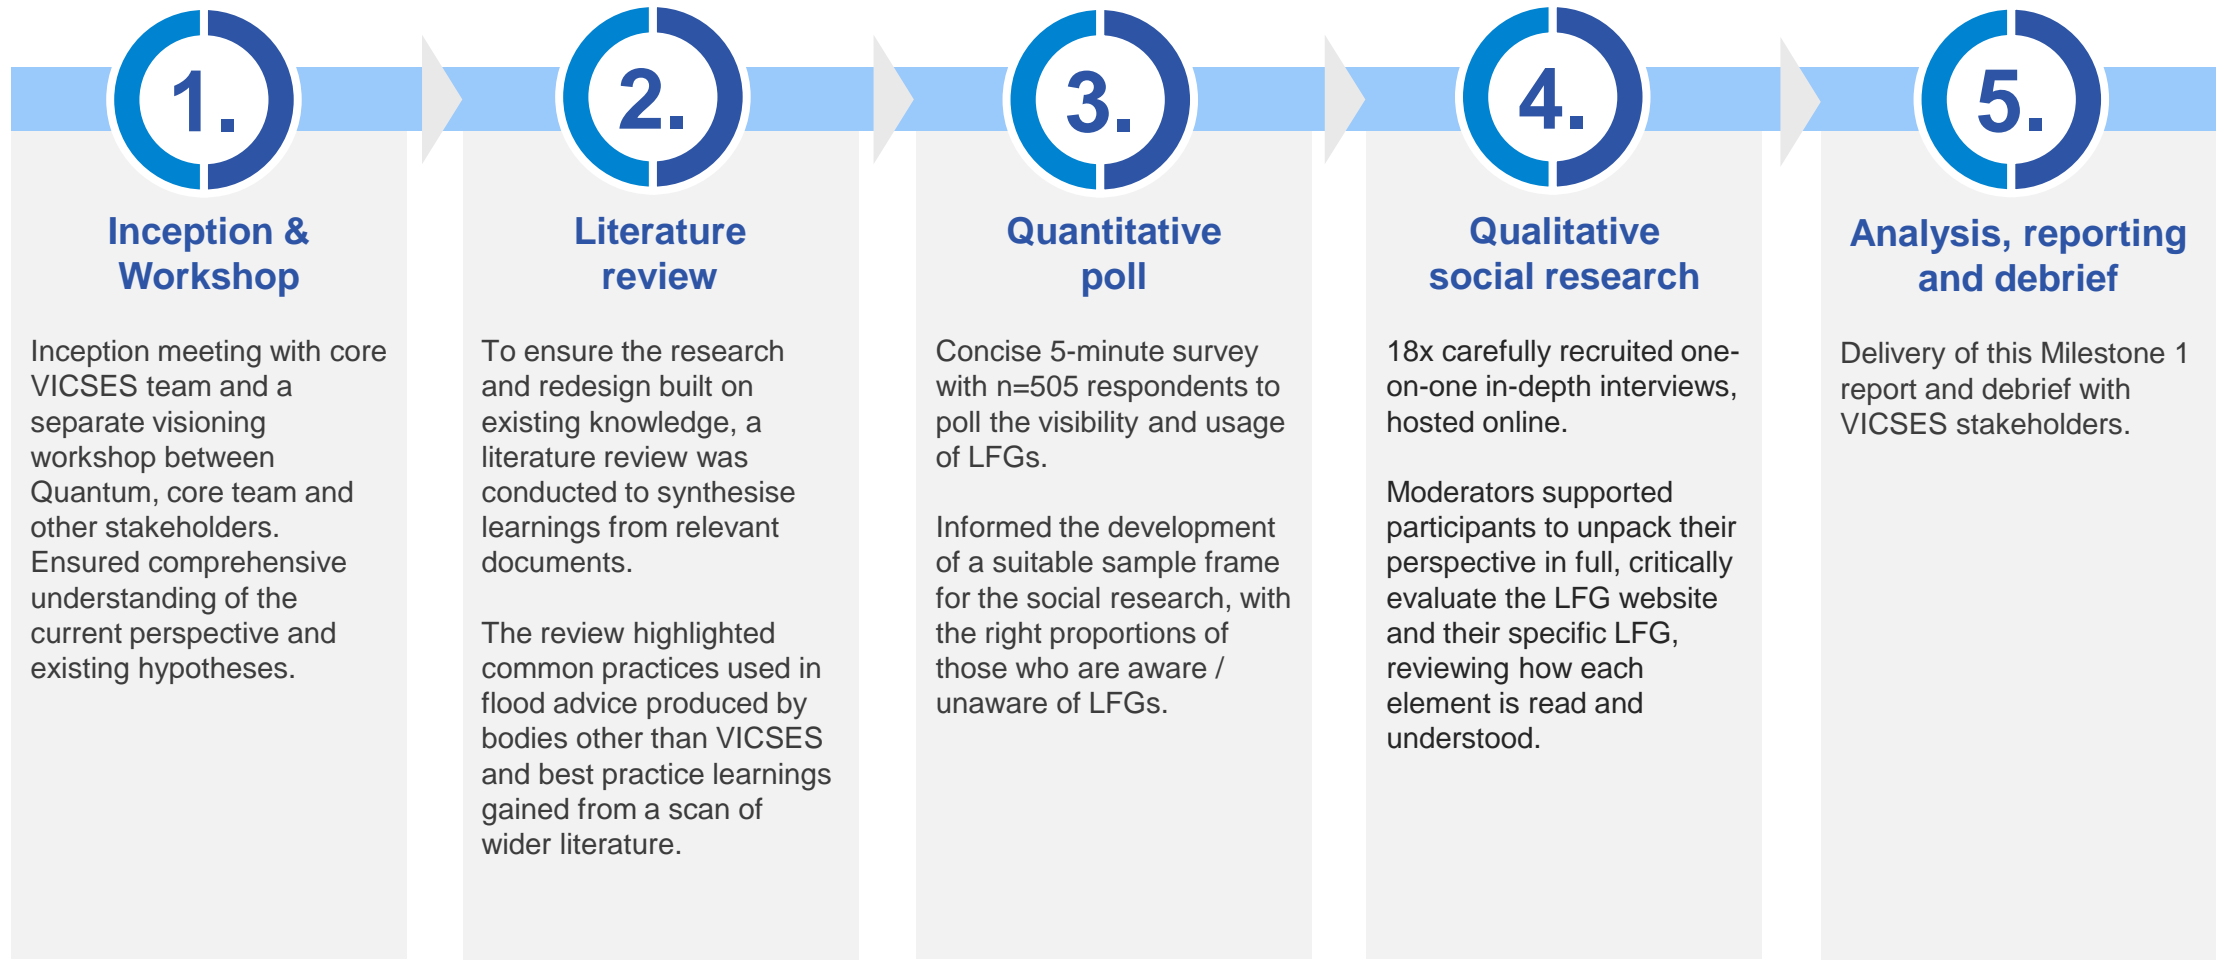 1.
Inception &
Workshop
Inception meeting with core
VICSES team and a
separate visioning
workshop between
Quantum, core team and
other stakeholders.
Ensured comprehensive
understanding of the
current perspective and
existing hypotheses.
2.
Literature
review
To ensure the research
and redesign built on
existing knowledge, a
literature review was
conducted to synthesise
learnings from relevant
documents.
The review highlighted
common practices used in
flood advice produced by
bodies other than VICSES
and best practice learnings
gained from a scan of
wider literature.
3.
Quantitative
poll
Concise 5-minute survey
with n=505 respondents to
poll the visibility and usage
of LFGs.
Informed the development
of a suitable sample frame
for the social research, with
the right proportions of
those who are aware /
unaware of LFGs.
4.
Qualitative
social research
18x carefully recruited one-
on-one in-depth interviews,
hosted online.
Moderators supported
participants to unpack their
perspective in full, critically
evaluate the LFG website
and their specific LFG,
reviewing how each
element is read and
understood.
5.
Analysis, reporting
and debrief
Delivery of this Milestone 1
report and debrief with
VICSES stakeholders.